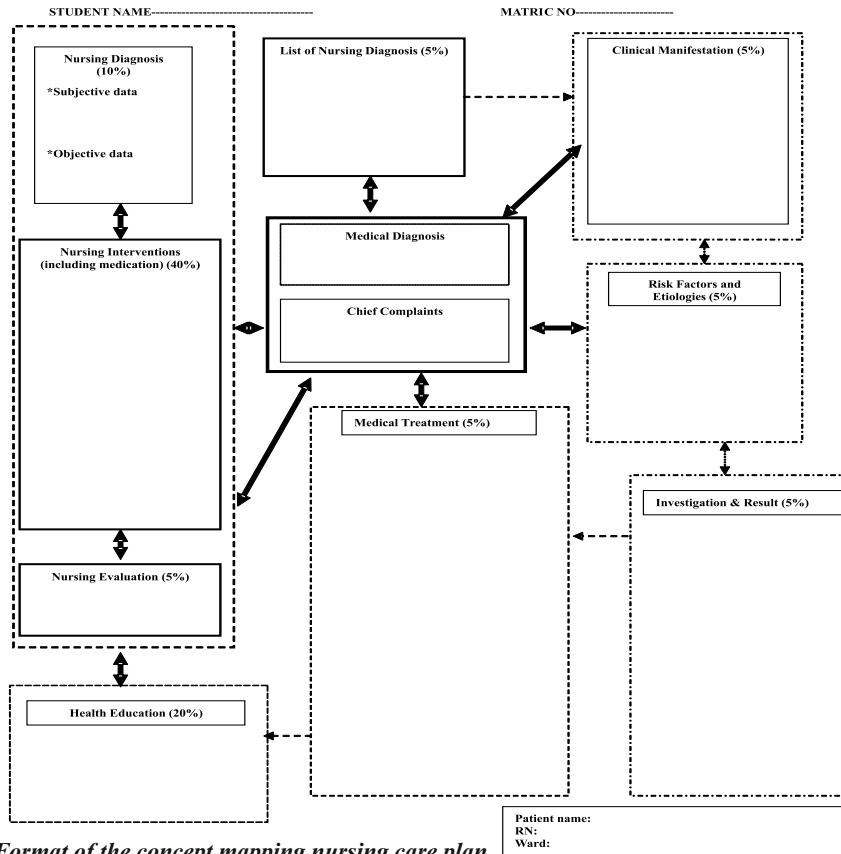 STUDENT NAME--------------------------------------
MATRIC NO-----------------------
Nursing Diagnosis
(10%)
*Subjective data
*Objective data
List of Nursing Diagnosis (5%)
Clinical Manifestation (5%)
Nursing Interventions
(including medication) (40%)
Medical Diagnosis
Chief Complaints
Risk Factors and
Etiologies (5%)
Medical Treatment (5%)
Investigation & Result (5%)
Nursing Evaluation (5%)
Health Education (20%)
Patient name:
RN:
Ward:
Format of the concept mapping nursing care plan